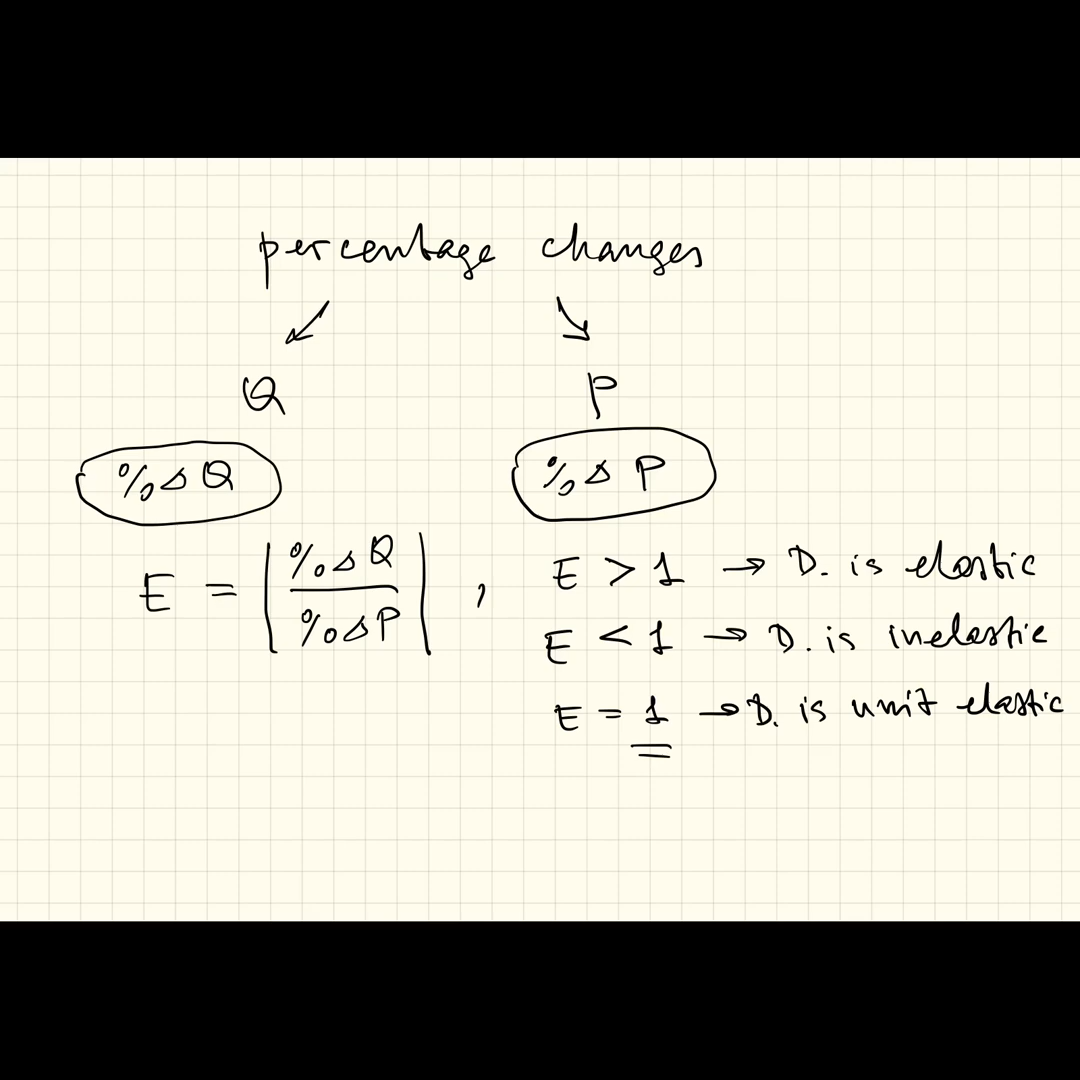 percentage changes
↙ ↘
Q P
%ΔQ %ΔP
E = |%ΔQ / %ΔP| , E > 1 → D. is elastic
E < 1 → D. is inelastic
E = 1 → D. is unit elastic